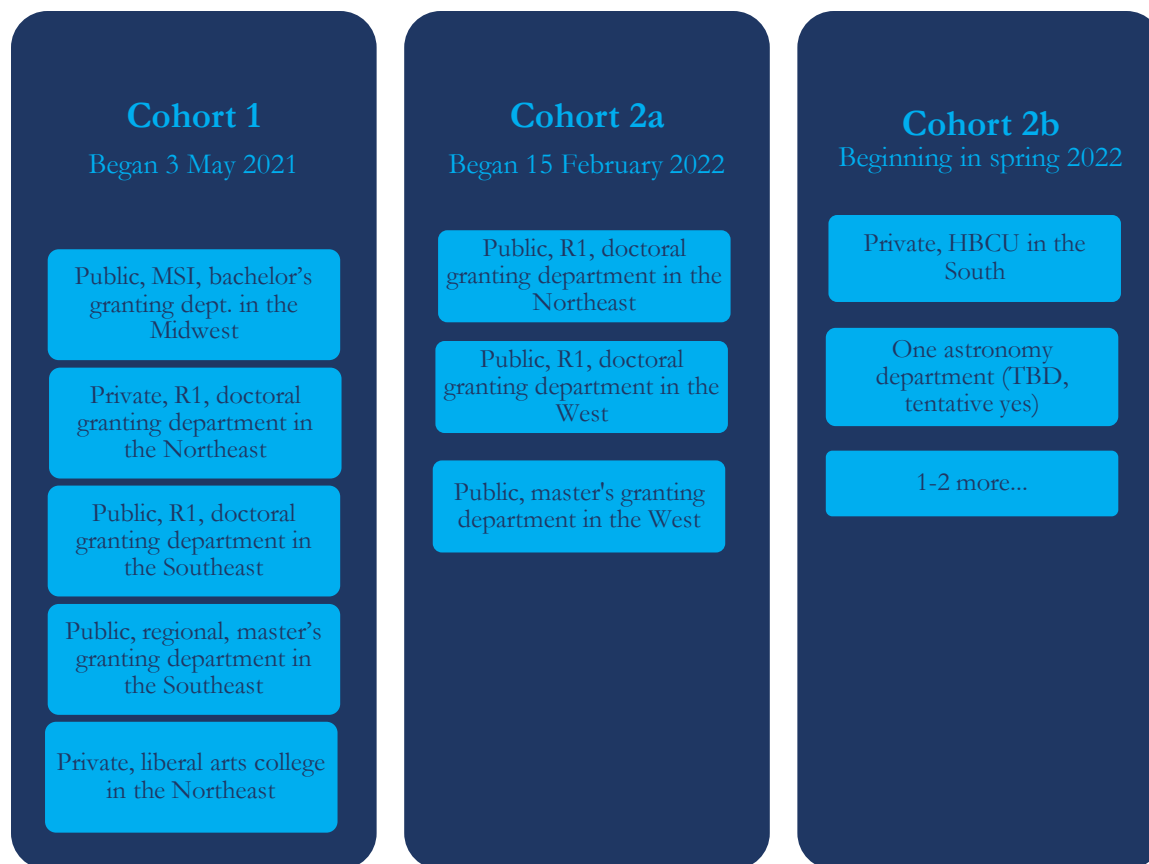 Cohort 1
Began 3 May 2021
Public, MSI, bachelor’s
granting dept. in the
Midwest
Private, R1, doctoral
granting department in
the Northeast
Public, R1, doctoral
granting department in
the Southeast
Public, regional, master’s
granting department in
the Southeast
Private, liberal arts college
in the Northeast
Cohort 2a
Began 15 February 2022
Public, R1, doctoral
granting department in the
Northeast
Public, R1, doctoral
granting department in the
West
Public, master's granting
department in the West
Cohort 2b
Beginning in spring 2022
Private, HBCU in the
South
One astronomy
department (TBD,
tentative yes)
1-2 more...